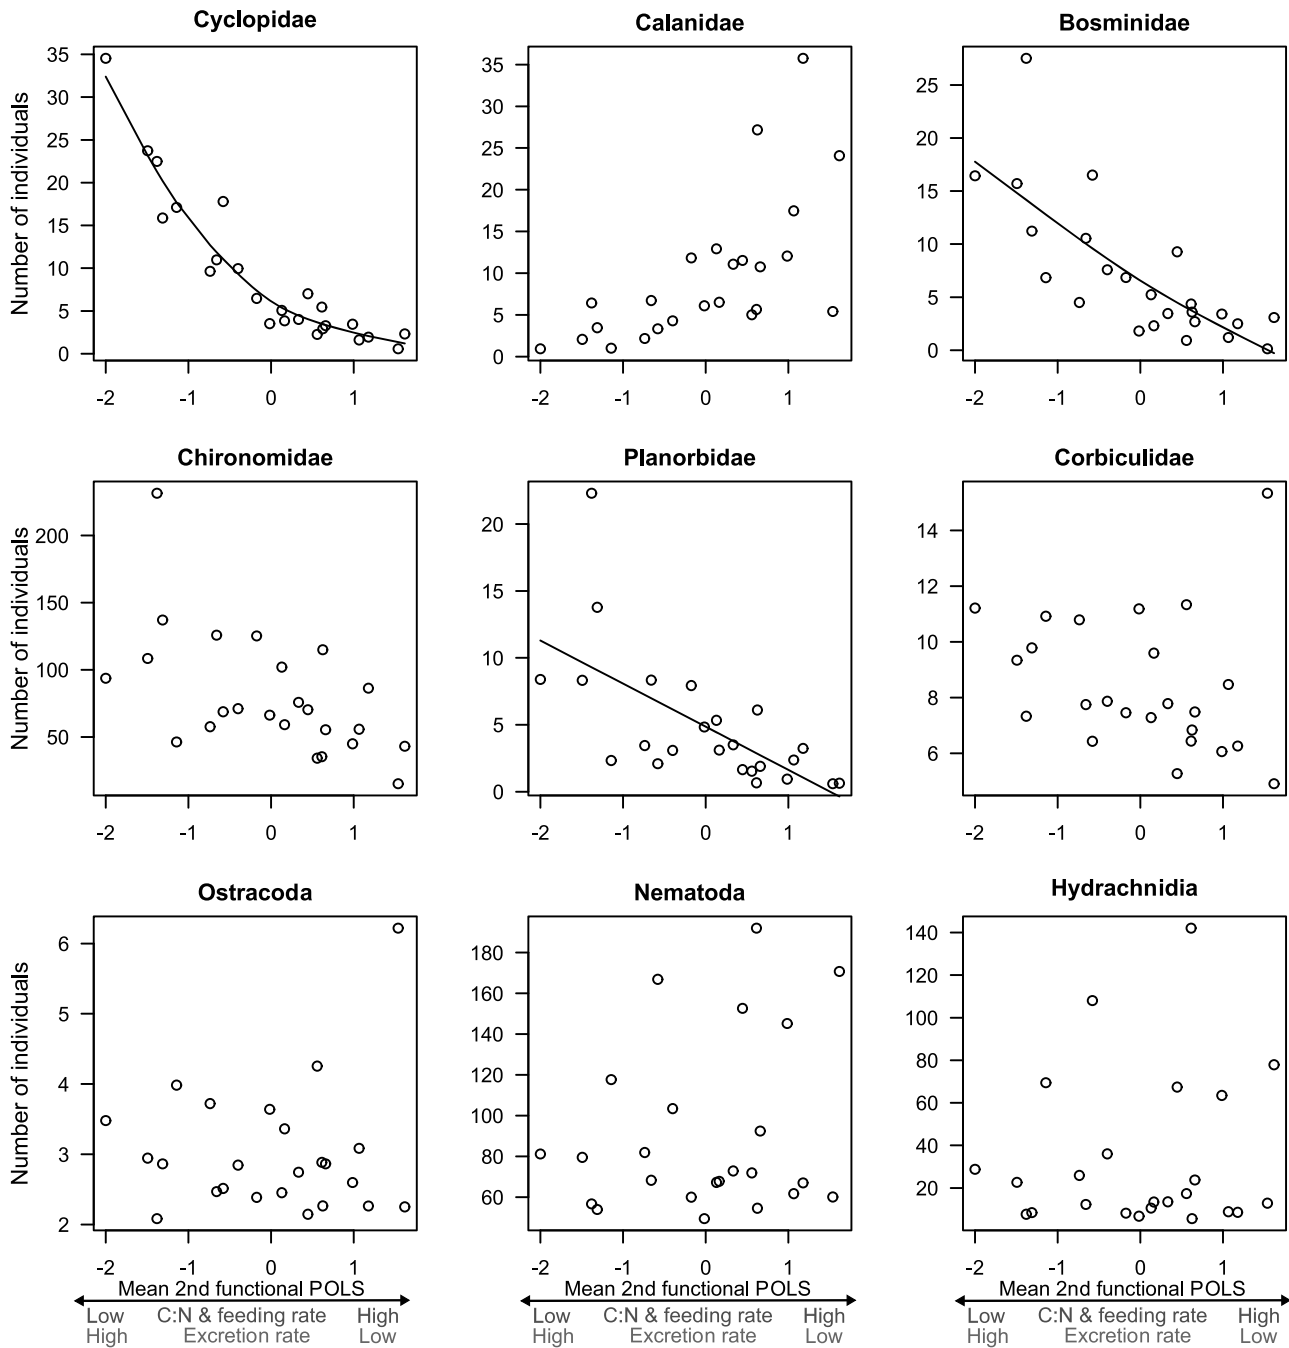 Cyclopidae
Calanidae
Bosminidae
Number of individuals
35
30
25
20
15
10
5
0
-2 -1 0 1
35
30
25
20
15
10
5
0
-2 -1 0 1
25
20
15
10
5
0
-2 -1 0 1
Chironomidae
Planorbidae
Corbiculidae
Number of individuals
200
150
100
50
-2 -1 0 1
20
15
10
5
0
-2 -1 0 1
14
12
10
8
6
-2 -1 0 1
Ostracoda
Nematoda
Hydrachnidia
Number of individuals
6
5
4
3
2
-2 -1 0 1
180
160
140
120
100
80
60
-2 -1 0 1
140
120
100
80
60
40
20
-2 -1 0 1
Mean 2nd functional POLS
Low C:N & feeding rate High
High Excretion rate Low
Mean 2nd functional POLS
Low C:N & feeding rate High
High Excretion rate Low
Mean 2nd functional POLS
Low C:N & feeding rate High
High Excretion rate Low